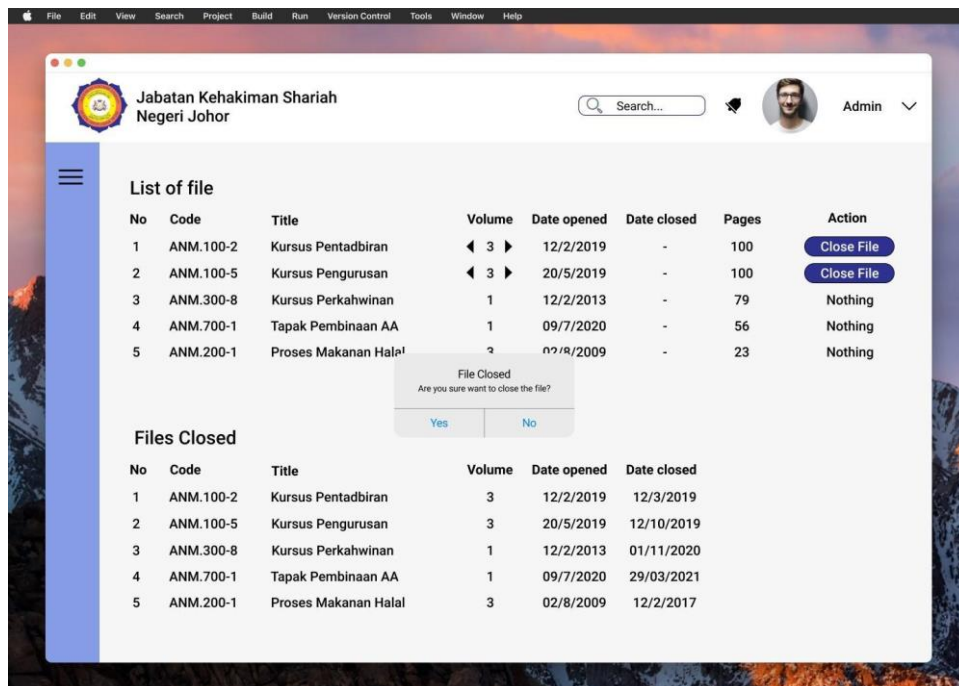 File Edit View Search Project Build Run Version Control Tools Window Help
Jabatan Kehakiman Shariah
Negeri Johor
Search...
Admin
List of file
No Code Title Volume Date opened Date closed Pages Action
1 ANM.100-2 Kursus Pentadbiran 3 12/2/2019 - 100 Close File
2 ANM.100-5 Kursus Pengurusan 3 20/5/2019 - 100 Close File
3 ANM.300-8 Kursus Perkahwinan 1 12/2/2013 - 79 Nothing
4 ANM.700-1 Tapak Pembinaan AA 1 09/7/2020 - 56 Nothing
5 ANM.200-1 Proses Makanan Halal 3 02/8/2009 - 23 Nothing
File Closed
Are you sure want to close the file?
Yes No
Files Closed
No Code Title Volume Date opened Date closed
1 ANM.100-2 Kursus Pentadbiran 3 12/2/2019 12/3/2019
2 ANM.100-5 Kursus Pengurusan 3 20/5/2019 12/10/2019
3 ANM.300-8 Kursus Perkahwinan 1 12/2/2013 01/11/2020
4 ANM.700-1 Tapak Pembinaan AA 1 09/7/2020 29/03/2021
5 ANM.200-1 Proses Makanan Halal 3 02/8/2009 12/2/2017